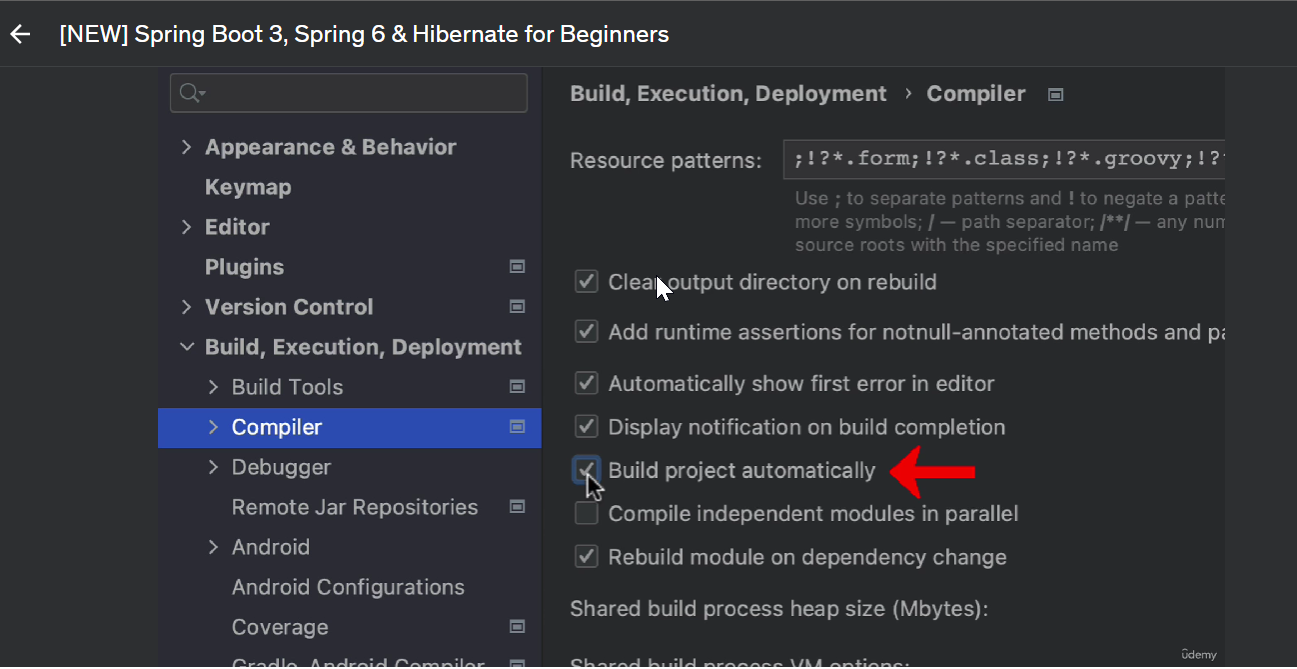 [NEW] Spring Boot 3, Spring 6 & Hibernate for Beginners
Appearance & Behavior
Keymap
Editor
Plugins
Version Control
Build, Execution, Deployment
Build Tools
Compiler
Debugger
Remote Jar Repositories
Android
Android Configurations
Coverage
Gradle-Android Compiler
Build, Execution, Deployment › Compiler
Resource patterns: ;!?*.form;!?*.class;!?*.groovy;!?
Use ; to separate patterns and ! to negate a patte
more symbols; / — path separator; /**/ — any num
source roots with the specified name
Clear output directory on rebuild
Add runtime assertions for notnull-annotated methods and pa
Automatically show first error in editor
Display notification on build completion
Build project automatically
Compile independent modules in parallel
Rebuild module on dependency change
Shared build process heap size (Mbytes):
Shared build process VM options:
ûdemy